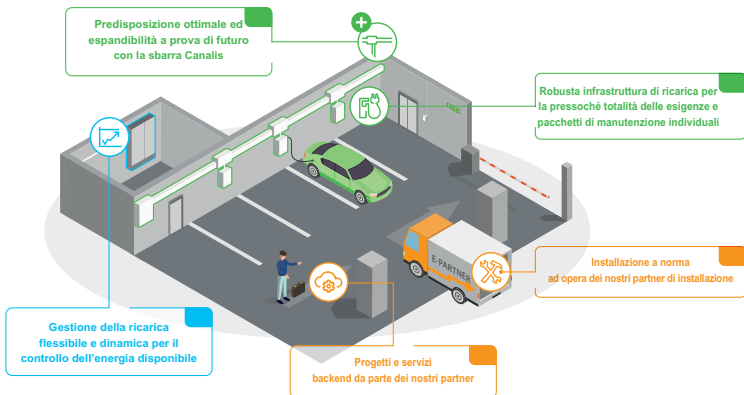 Predisposizione ottimale ed
espandibilità a prova di futuro
con la sbarra Canalis
Robusta infrastruttura di ricarica per
la pressoché totalità delle esigenze e
pacchetti di manutenzione individuali
E-PARTNER
Installazione a norma
ad opera dei nostri partner di installazione
Gestione della ricarica
flessibile e dinamica per il
controllo dell'energia disponibile
Progetti e servizi
backend da parte dei nostri partner